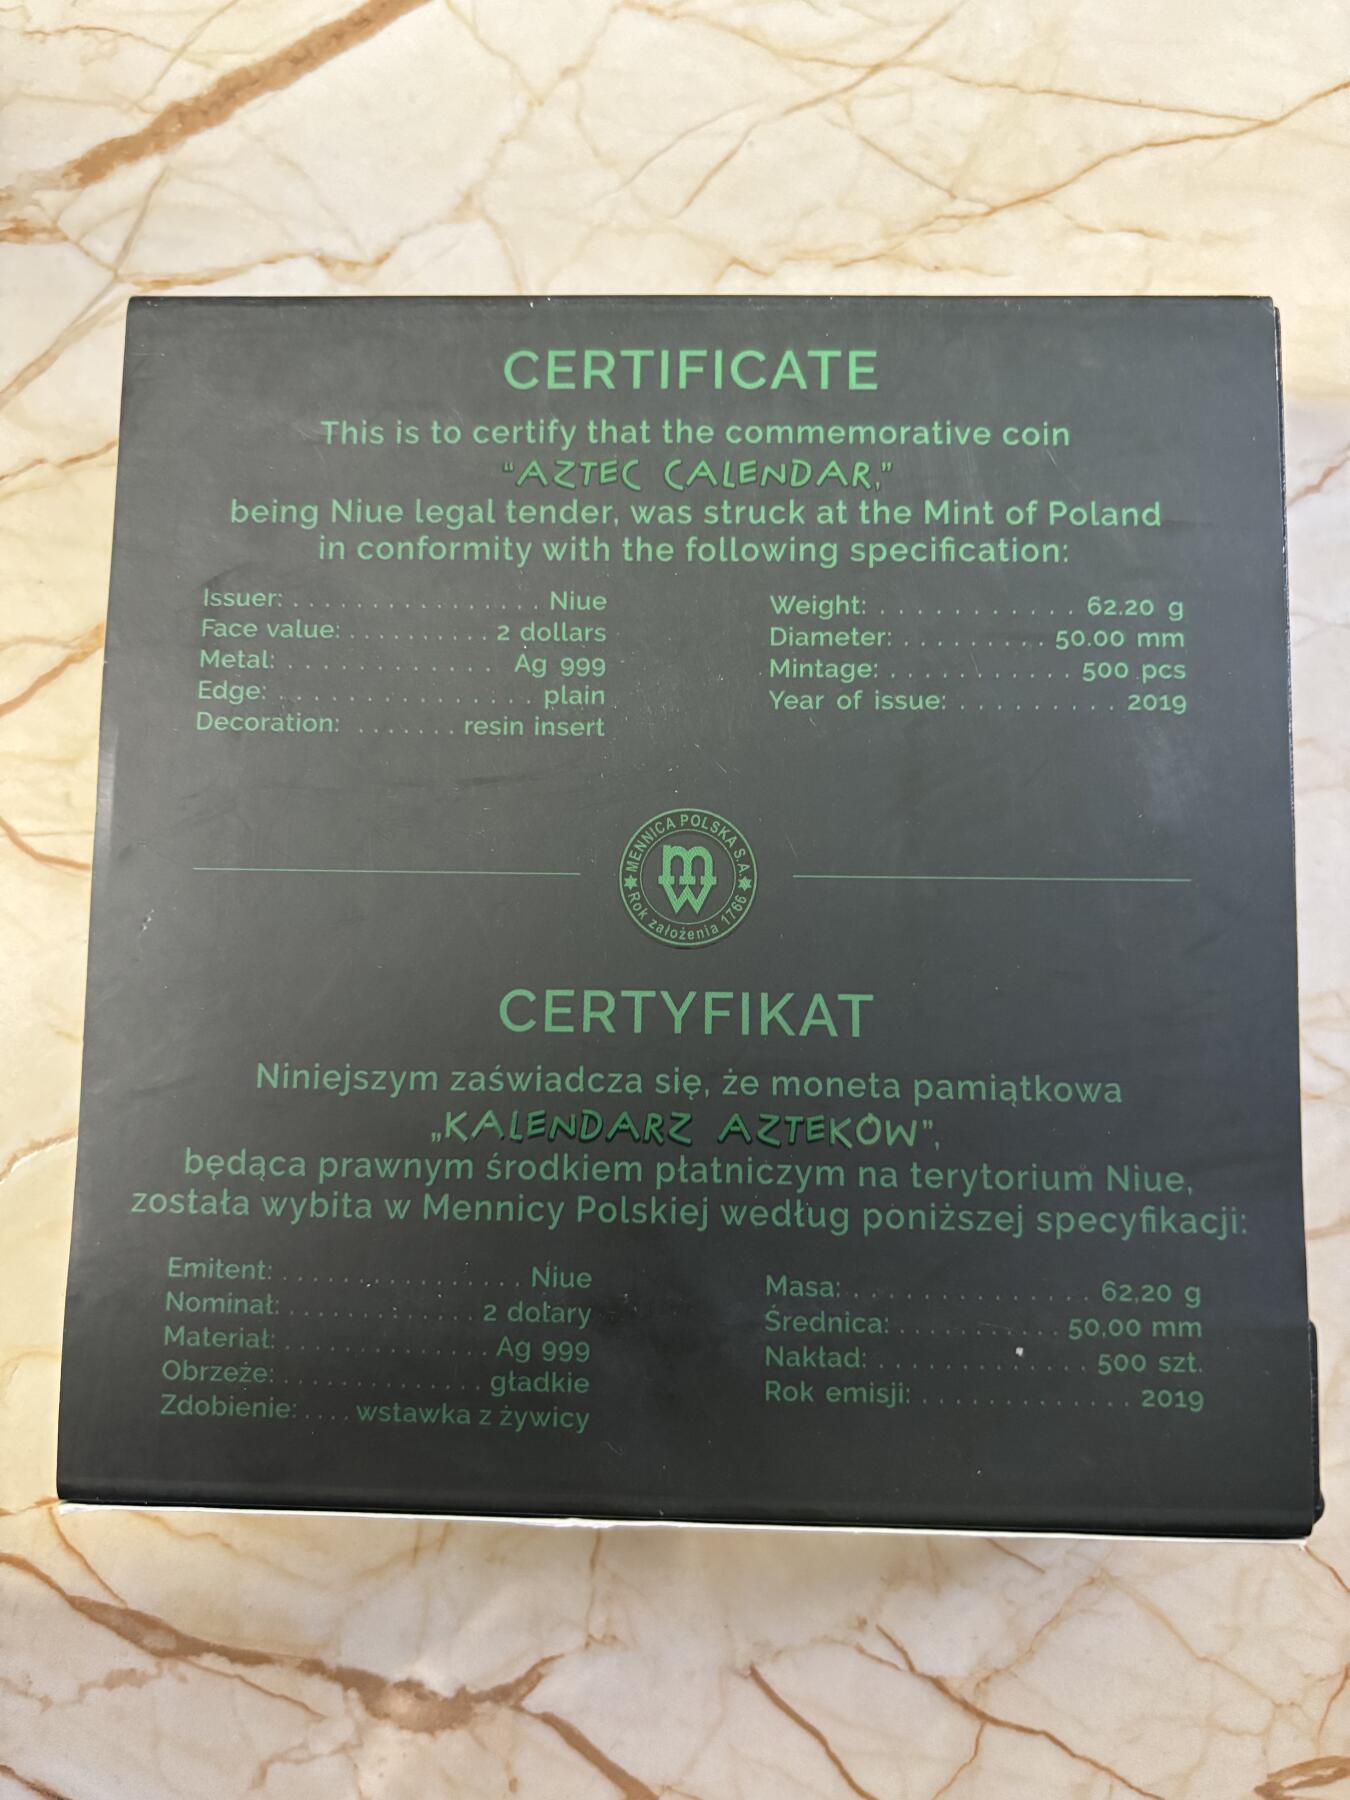 CERTIFICATE
This is to certify that the commemorative coin
"AZTEC CALENDAR,"
being Niue legal tender, was struck at the Mint of Poland
in conformity with the following specification:
Issuer: . . . . . . . . . . . . . . . . Niue
Face value: . . . . . . . . . . 2 dollars
Metal: . . . . . . . . . . . . . Ag 999
Edge: . . . . . . . . . . . . . . . . plain
Decoration: . . . . . . . resin insert
Weight: . . . . . . . . . . . 62.20 g
Diameter: . . . . . . . . . 50.00 mm
Mintage: . . . . . . . . . . . 500 pcs
Year of issue: . . . . . . . . . 2019
MENNICA POLSKA S.A.
mw
Rok założenia 1766
CERTYFIKAT
Niniejszym zaświadcza się, że moneta pamiątkowa
„KALENDARZ AZTEKÓW”,
będąca prawnym środkiem płatniczym na terytorium Niue,
została wybita w Mennicy Polskiej według poniższej specyfikacji:
Emitent: . . . . . . . . . . . . . . . . Niue
Nominał: . . . . . . . . . . . . 2 dolary
Materiał: . . . . . . . . . . . . . Ag 999
Obrzeże: . . . . . . . . . . . . . gładkie
Zdobienie: . . . . wstawka z żywicy
Masa: . . . . . . . . . . . . . . 62,20 g
Średnica: . . . . . . . . . . 50,00 mm
Nakład: . . . . . . . . . . . . 500 szt.
Rok emisji: . . . . . . . . . . . . 2019